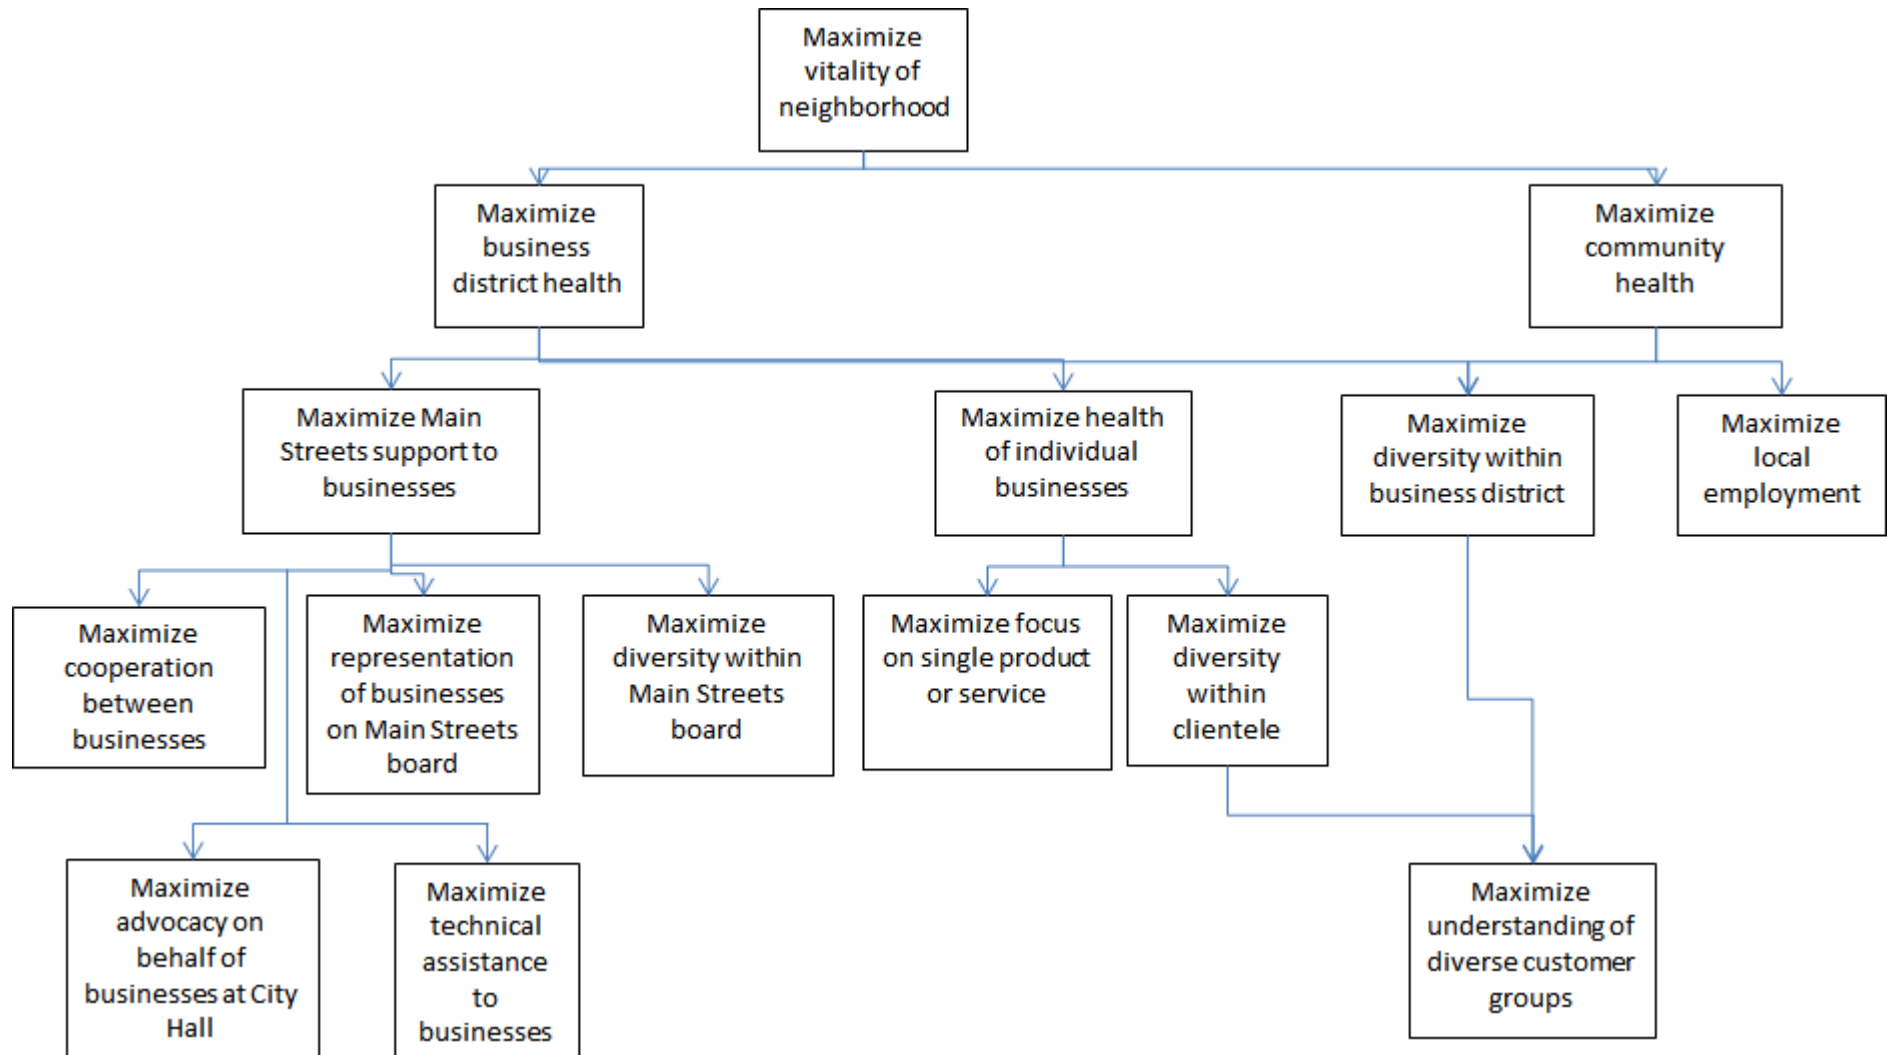 Maximize
vitality of
neighborhood
Maximize
business
district health
Maximize
community
health
Maximize Main
Streets support to
businesses
Maximize health
of individual
businesses
Maximize
diversity within
business district
Maximize
local
employment
Maximize
cooperation
between
businesses
Maximize
representation
of businesses
on Main Streets
board
Maximize
diversity within
Main Streets
board
Maximize focus
on single product
or service
Maximize
diversity
within
clientele
Maximize
advocacy on
behalf of
businesses at City
Hall
Maximize
technical
assistance
to
businesses
Maximize
understanding of
diverse customer
groups